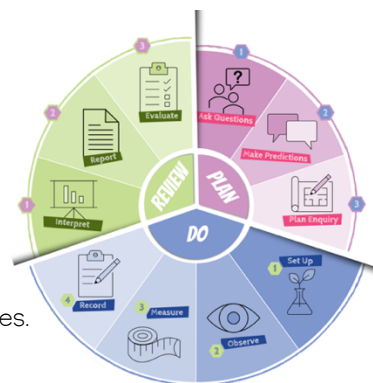 3
1
Evaluate
?
Ask Questions
2
2
Report
Make Predictions
REVIEW
PLAN
1
Interpret
Plan Enquiry
3
DO
1
Set Up
4
Record
3
Measure
2
Observe
es.